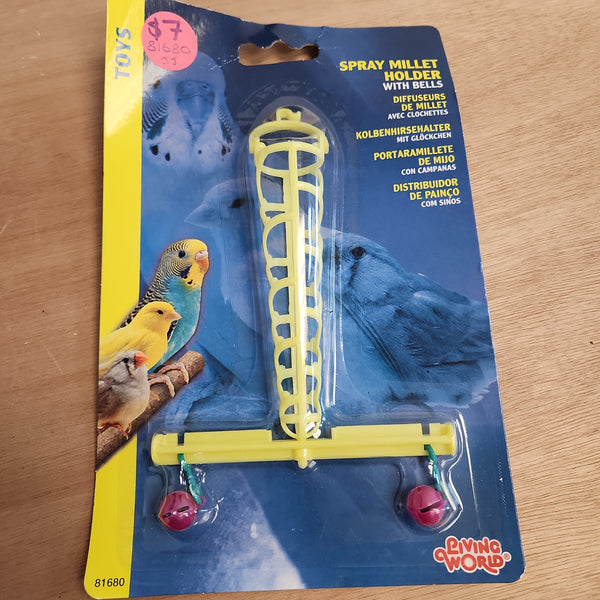 TOYS
$7
81680
JJ
SPRAY MILLET
HOLDER
WITH BELLS
DIFFUSEURS
DE MILLET
AVEC CLOCHETTES
KOLBENHIRSEHALTER
MIT GLÖCKCHEN
PORTARAMILLETE
DE MIJO
CON CAMPANAS
DISTRIBUIDOR
DE PAINÇO
COM SINOS
LIVING
WORLD®
81680